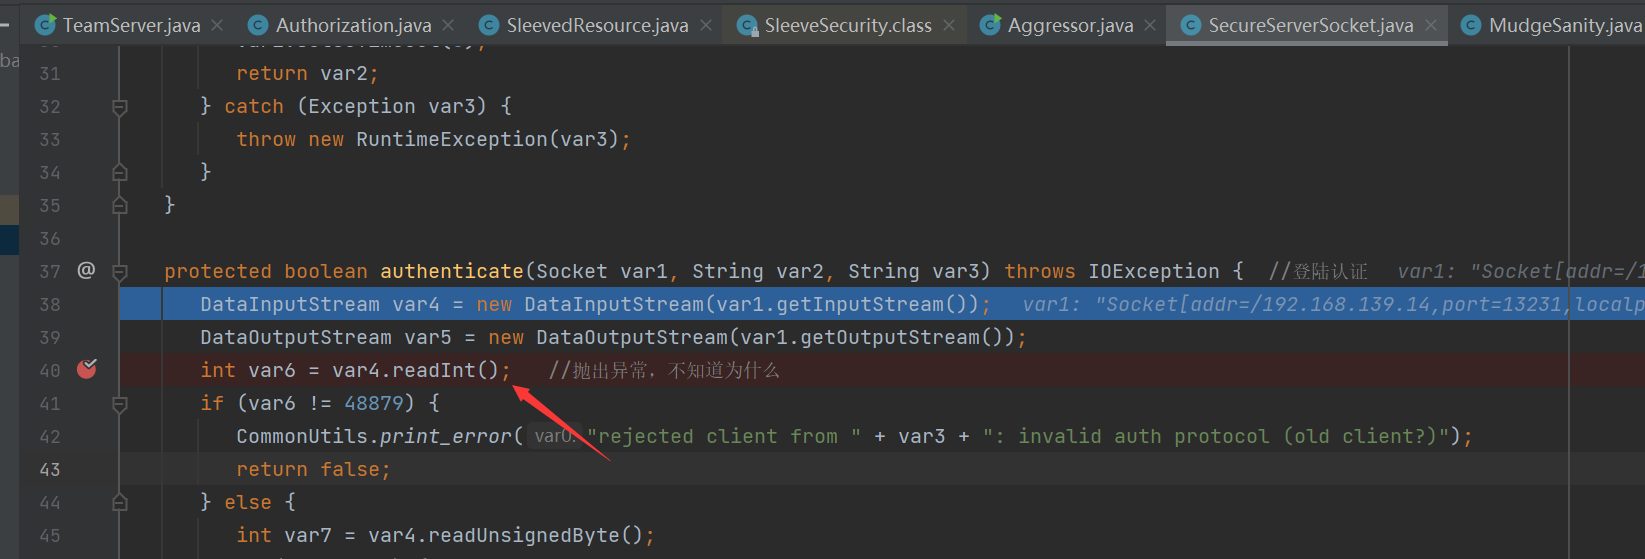 TeamServer.java Authorization.java SleevedResource.java SleeveSecurity.class Aggressor.java SecureServerSocket.java MudgeSanity.java
ba
31 return var2;
32 } catch (Exception var3) {
33 throw new RuntimeException(var3);
34 }
35 }
36
37 @ protected boolean authenticate(Socket var1, String var2, String var3) throws IOException { //登陆认证 var1: "Socket[addr=/1
38 DataInputStream var4 = new DataInputStream(var1.getInputStream()); var1: "Socket[addr=/192.168.139.14,port=13231,localp
39 DataOutputStream var5 = new DataOutputStream(var1.getOutputStream());
40 int var6 = var4.readInt(); //抛出异常，不知道为什么
41 if (var6 != 48879) {
42 CommonUtils.print_error( var0: "rejected client from " + var3 + ": invalid auth protocol (old client?)");
43 return false;
44 } else {
45 int var7 = var4.readUnsignedByte();